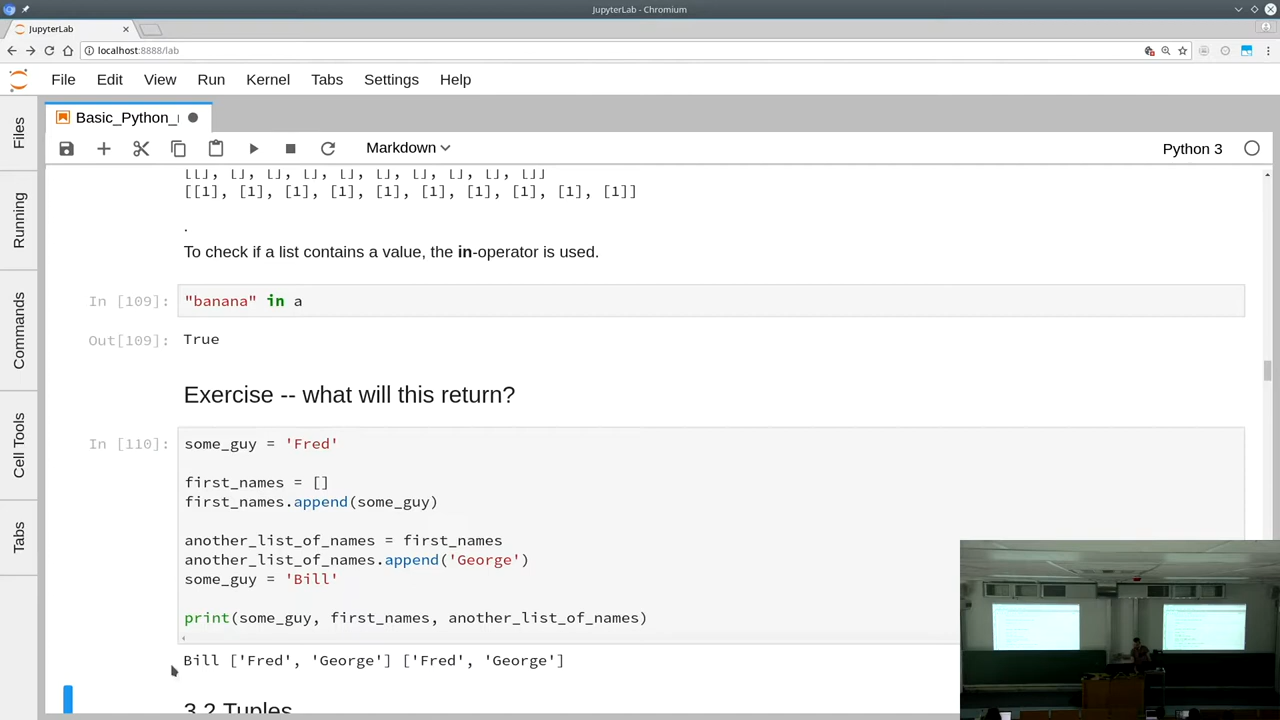 JupyterLab - Chromium
JupyterLab
localhost:8888/lab
File Edit View Run Kernel Tabs Settings Help
Basic_Python_
Markdown
Python 3
Files
Running
Commands
Cell Tools
Tabs
[[], [], [], [], [], [], [], [], [], []]
[[1], [1], [1], [1], [1], [1], [1], [1], [1], [1]]
.
To check if a list contains a value, the in-operator is used.
In [109]: "banana" in a
Out[109]: True
Exercise -- what will this return?
In [110]: some_guy = 'Fred'
first_names = []
first_names.append(some_guy)
another_list_of_names = first_names
another_list_of_names.append('George')
some_guy = 'Bill'
print(some_guy, first_names, another_list_of_names)
Bill ['Fred', 'George'] ['Fred', 'George']
3.2 Tuples